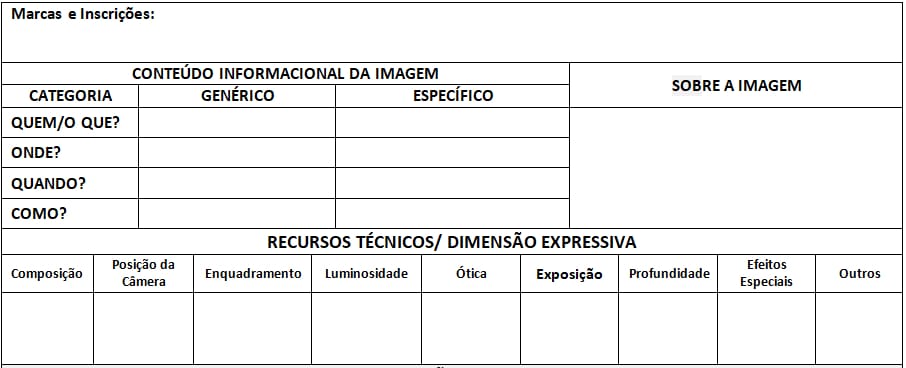 Marcas e Inscrições:
CONTEÚDO INFORMACIONAL DA IMAGEM
SOBRE A IMAGEM
CATEGORIA GENÉRICO ESPECÍFICO
QUEM/O QUE?
ONDE?
QUANDO?
COMO?
RECURSOS TÉCNICOS/ DIMENSÃO EXPRESSIVA
Composição Posição da Câmera Enquadramento Luminosidade Ótica Exposição Profundidade Efeitos Especiais Outros